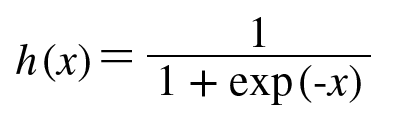 h(x) = 1 / (1 + exp(-x))